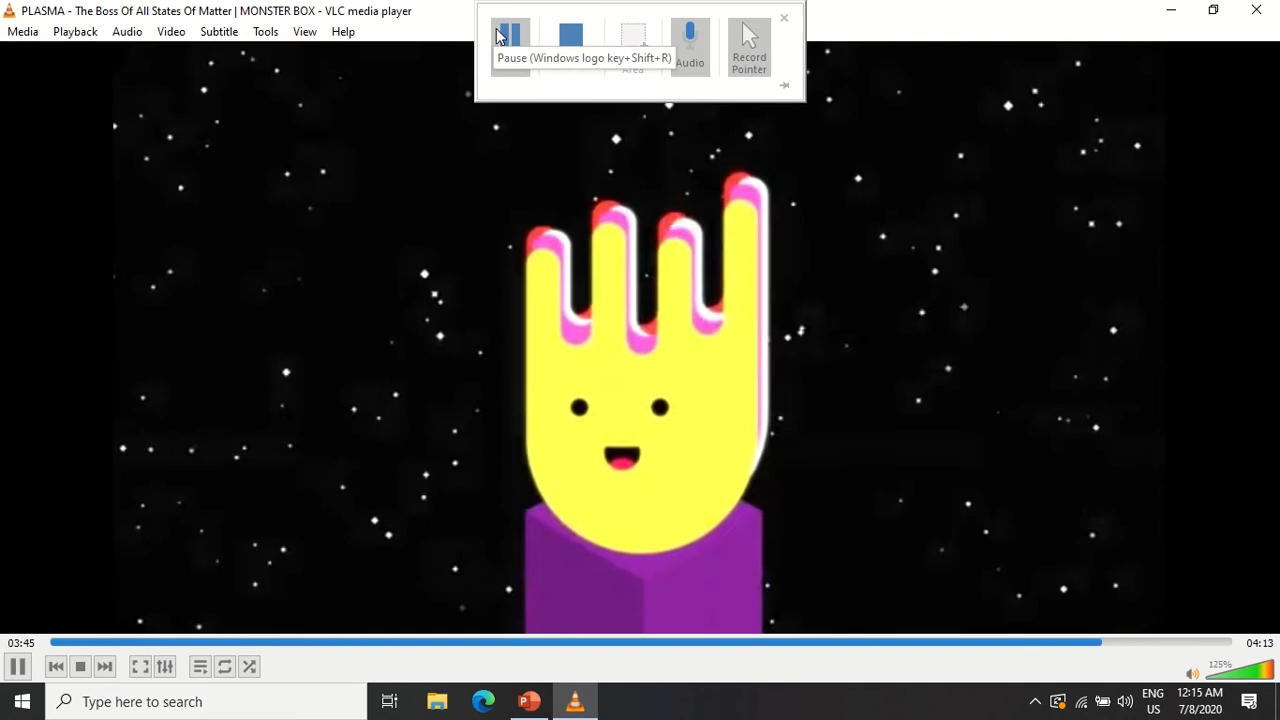 PLASMA - The Boss Of All States Of Matter | MONSTER BOX - VLC media player
Media Playback Audio Video Subtitle Tools View Help
Pause (Windows logo key+Shift+R)
Audio
Record
Pointer
Area
03:45
04:13
125%
Type here to search
ENG
US
12:15 AM
7/8/2020